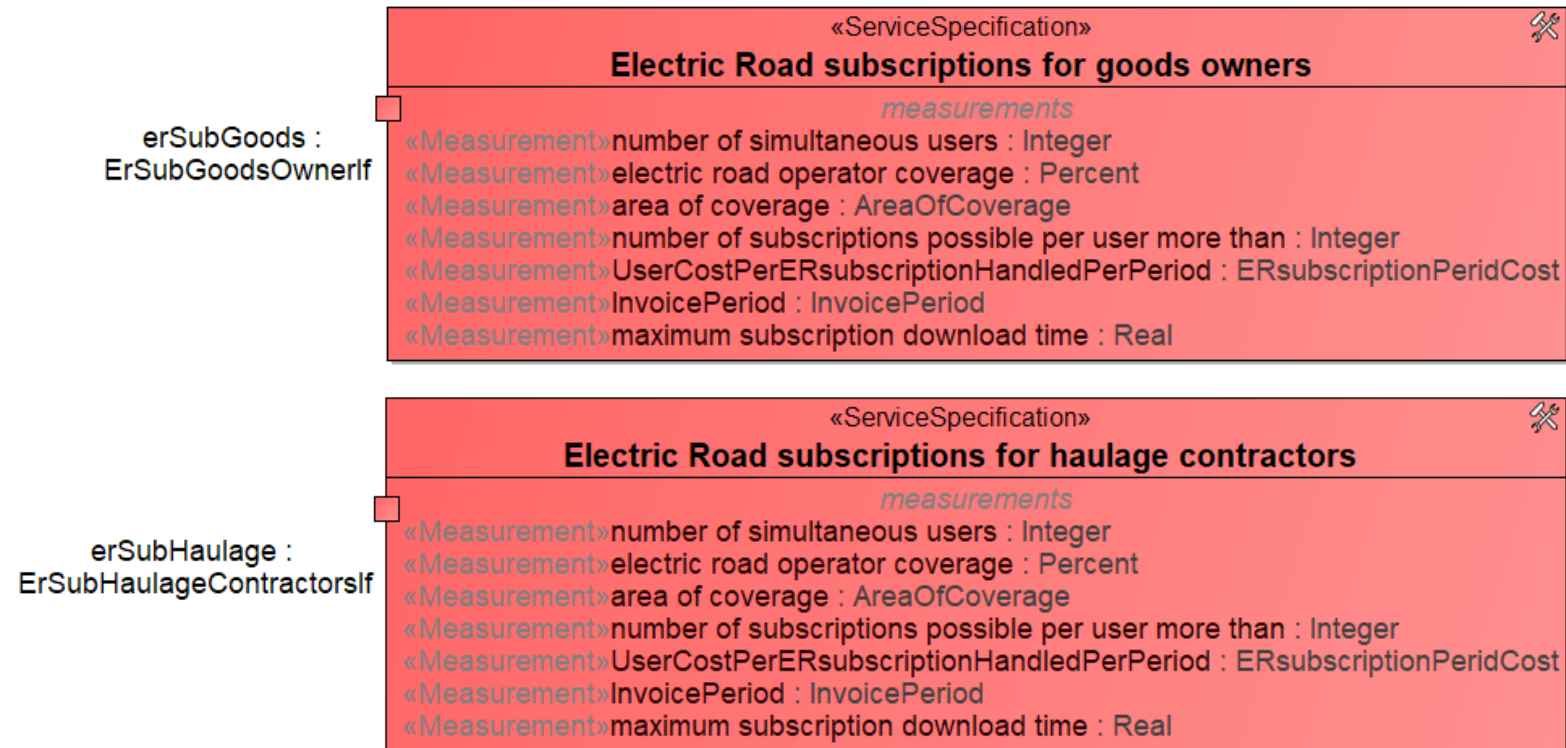 «ServiceSpecification»
Electric Road subscriptions for goods owners
measurements
erSubGoods :
ErSubGoodsOwnerIf
«Measurement»number of simultaneous users : Integer
«Measurement»electric road operator coverage : Percent
«Measurement»area of coverage : AreaOfCoverage
«Measurement»number of subscriptions possible per user more than : Integer
«Measurement»UserCostPerERsubscriptionHandledPerPeriod : ERsubscriptionPeridCost
«Measurement»InvoicePeriod : InvoicePeriod
«Measurement»maximum subscription download time : Real
«ServiceSpecification»
Electric Road subscriptions for haulage contractors
measurements
erSubHaulage :
ErSubHaulageContractorsIf
«Measurement»number of simultaneous users : Integer
«Measurement»electric road operator coverage : Percent
«Measurement»area of coverage : AreaOfCoverage
«Measurement»number of subscriptions possible per user more than : Integer
«Measurement»UserCostPerERsubscriptionHandledPerPeriod : ERsubscriptionPeridCost
«Measurement»InvoicePeriod : InvoicePeriod
«Measurement»maximum subscription download time : Real